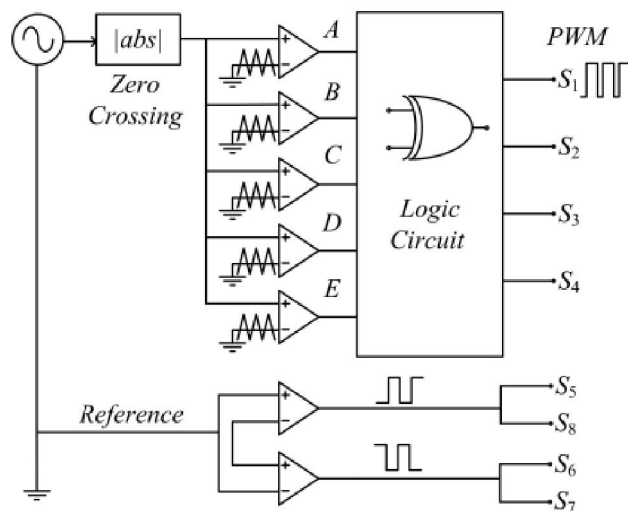 |abs|
Zero
Crossing
+
−
A
+
−
B
+
−
C
+
−
D
+
−
E
Logic
Circuit
PWM
S1
S2
S3
S4
Reference
+
−
+
−
S5
S8
S6
S7